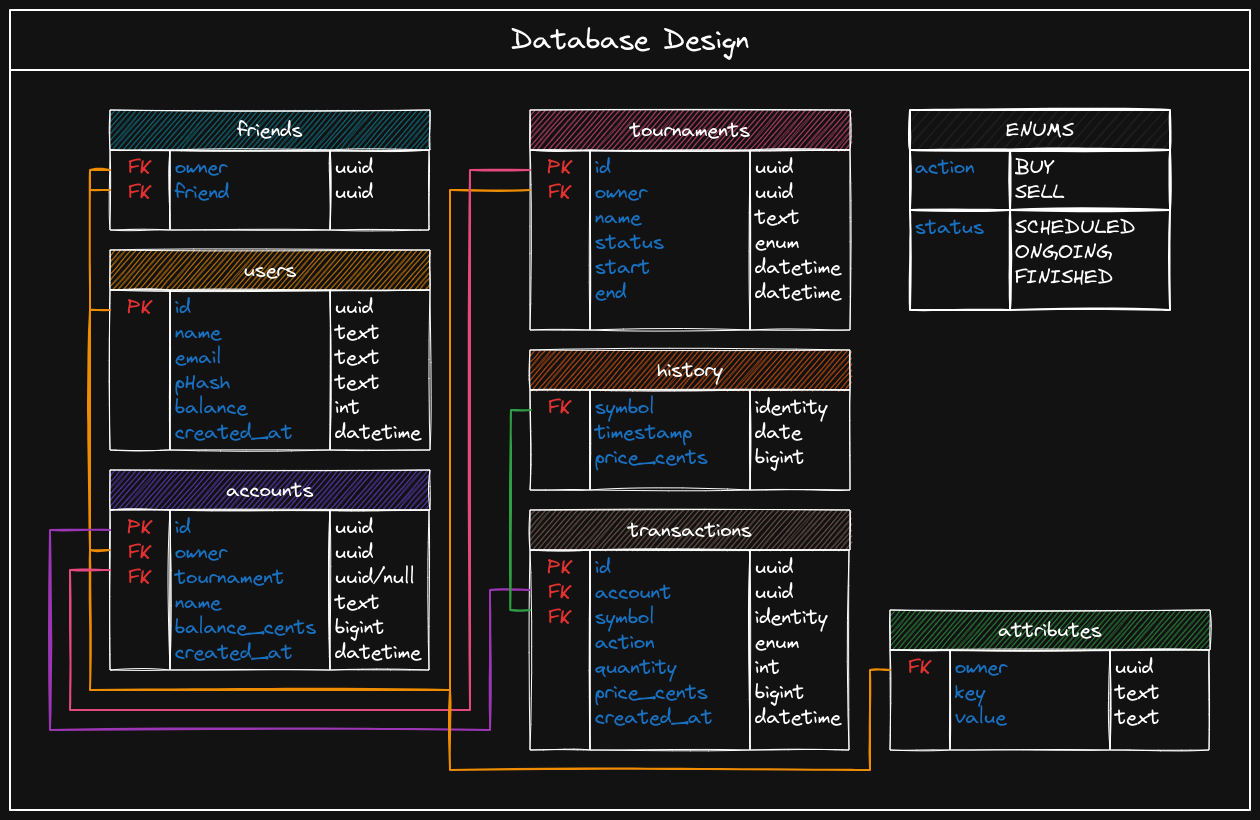 Database Design
friends
FK owner uuid
FK friend uuid
users
PK id uuid
name text
email text
pHash text
balance int
created_at datetime
accounts
PK id uuid
FK owner uuid
FK tournament uuid/null
name text
balance_cents bigint
created_at datetime
tournaments
PK id uuid
FK owner uuid
name text
status enum
start datetime
end datetime
history
FK symbol identity
timestamp date
price_cents bigint
transactions
PK id uuid
FK account uuid
FK symbol identity
action enum
quantity int
price_cents bigint
created_at datetime
ENUMS
action BUY
SELL
status SCHEDULED
ONGOING
FINISHED
attributes
FK owner uuid
key text
value text